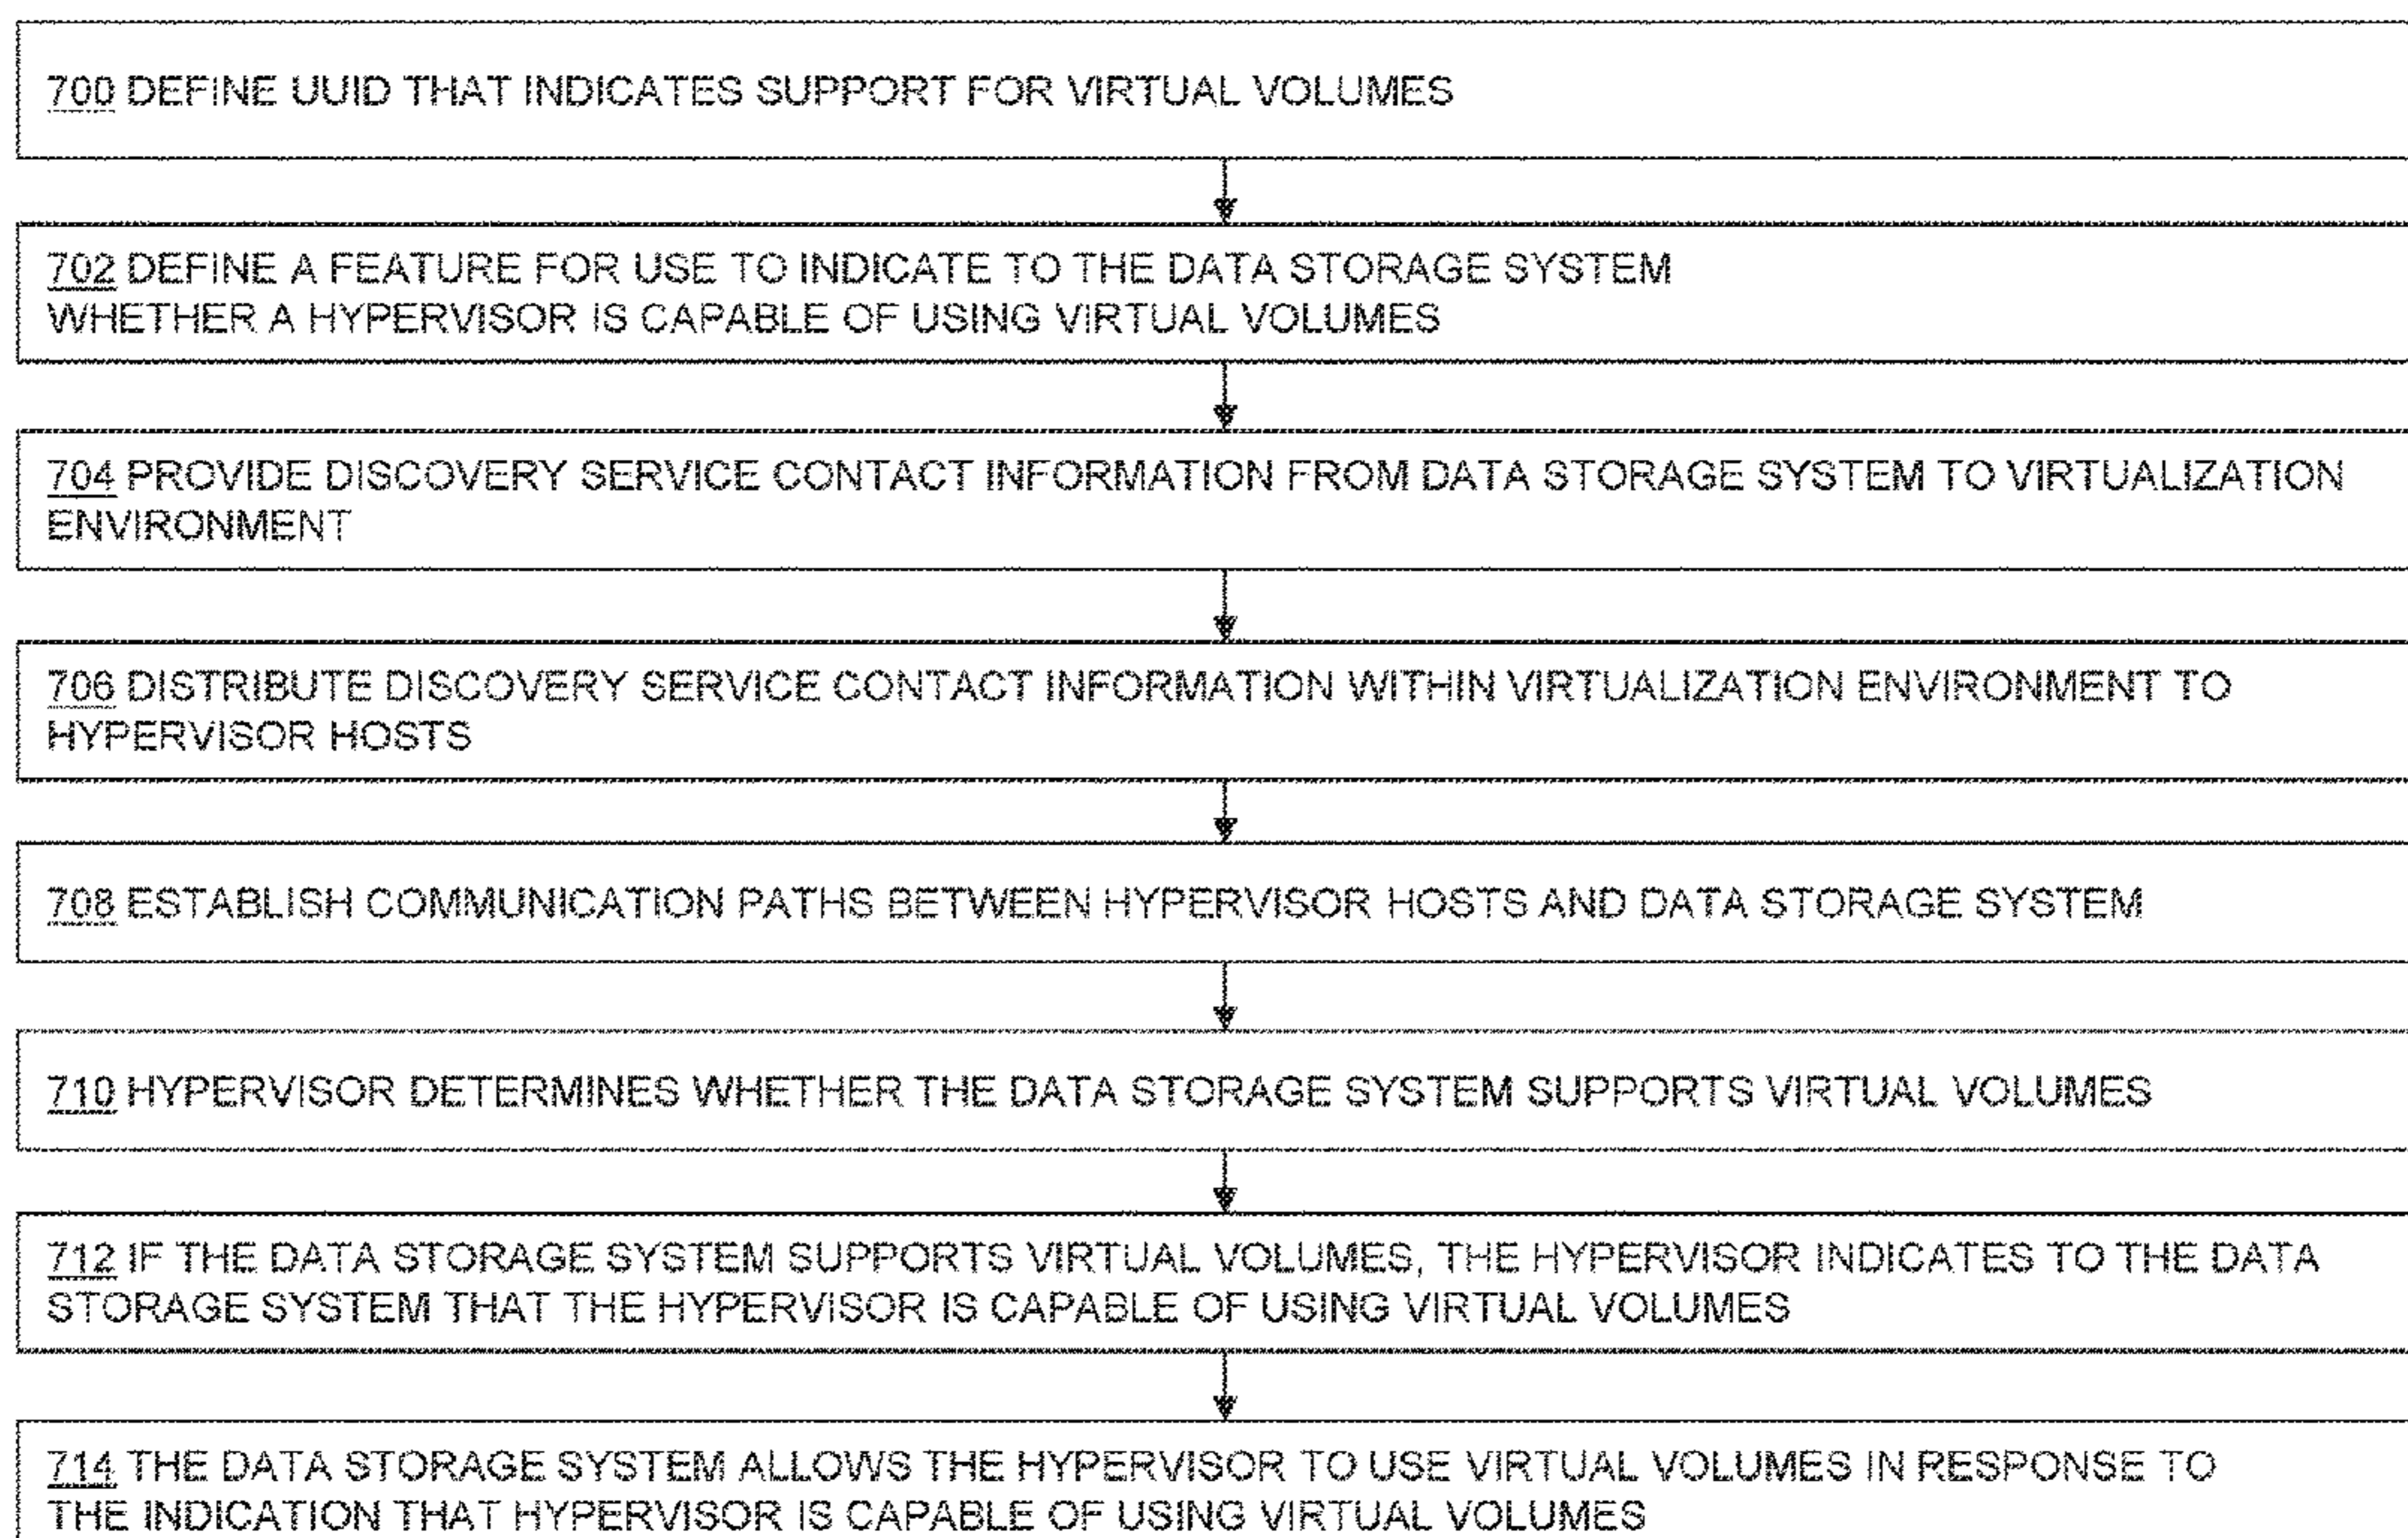 700 DEFINE UUID THAT INDICATES SUPPORT FOR VIRTUAL VOLUMES
702 DEFINE A FEATURE FOR USE TO INDICATE TO THE DATA STORAGE SYSTEM
WHETHER A HYPERVISOR IS CAPABLE OF USING VIRTUAL VOLUMES
704 PROVIDE DISCOVERY SERVICE CONTACT INFORMATION FROM DATA STORAGE SYSTEM TO VIRTUALIZATION
ENVIRONMENT
706 DISTRIBUTE DISCOVERY SERVICE CONTACT INFORMATION WITHIN VIRTUALIZATION ENVIRONMENT TO
HYPERVISOR HOSTS
708 ESTABLISH COMMUNICATION PATHS BETWEEN HYPERVISOR HOSTS AND DATA STORAGE SYSTEM
710 HYPERVISOR DETERMINES WHETHER THE DATA STORAGE SYSTEM SUPPORTS VIRTUAL VOLUMES
712 IF THE DATA STORAGE SYSTEM SUPPORTS VIRTUAL VOLUMES, THE HYPERVISOR INDICATES TO THE DATA
STORAGE SYSTEM THAT THE HYPERVISOR IS CAPABLE OF USING VIRTUAL VOLUMES
714 THE DATA STORAGE SYSTEM ALLOWS THE HYPERVISOR TO USE VIRTUAL VOLUMES IN RESPONSE TO
THE INDICATION THAT HYPERVISOR IS CAPABLE OF USING VIRTUAL VOLUMES